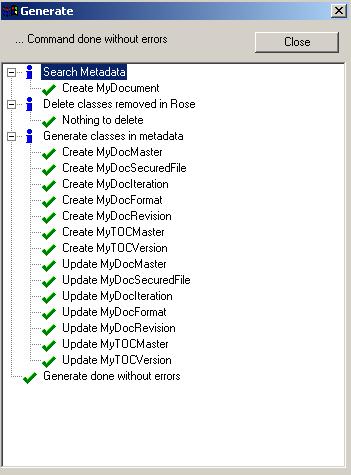 Generate
... Command done without errors
Close
Search Metadata
Create MyDocument
Delete classes removed in Rose
Nothing to delete
Generate classes in metadata
Create MyDocMaster
Create MyDocSecuredFile
Create MyDocIteration
Create MyDocFormat
Create MyDocRevision
Create MyTOCMaster
Create MyTOCVersion
Update MyDocMaster
Update MyDocSecuredFile
Update MyDocIteration
Update MyDocFormat
Update MyDocRevision
Update MyTOCMaster
Update MyTOCVersion
Generate done without errors